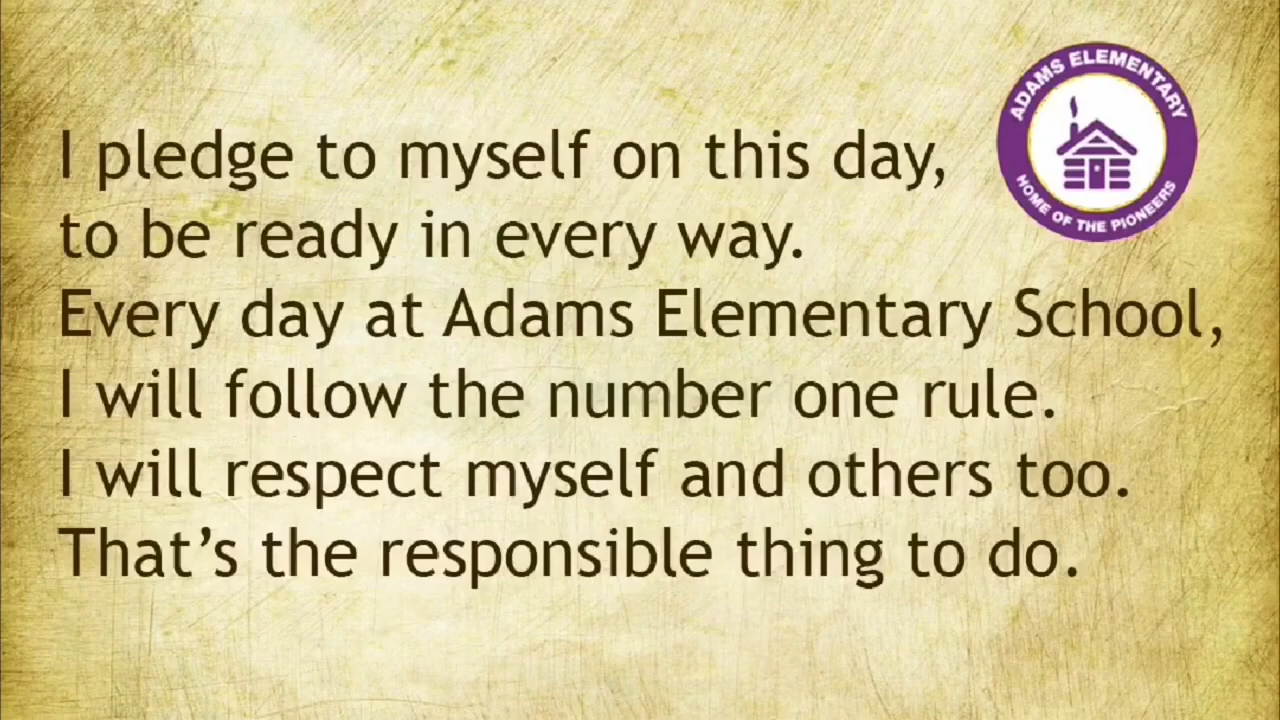 I pledge to myself on this day,
to be ready in every way.
Every day at Adams Elementary School,
I will follow the number one rule.
I will respect myself and others too.
That’s the responsible thing to do.
ADAMS ELEMENTARY
HOME OF THE PIONEERS